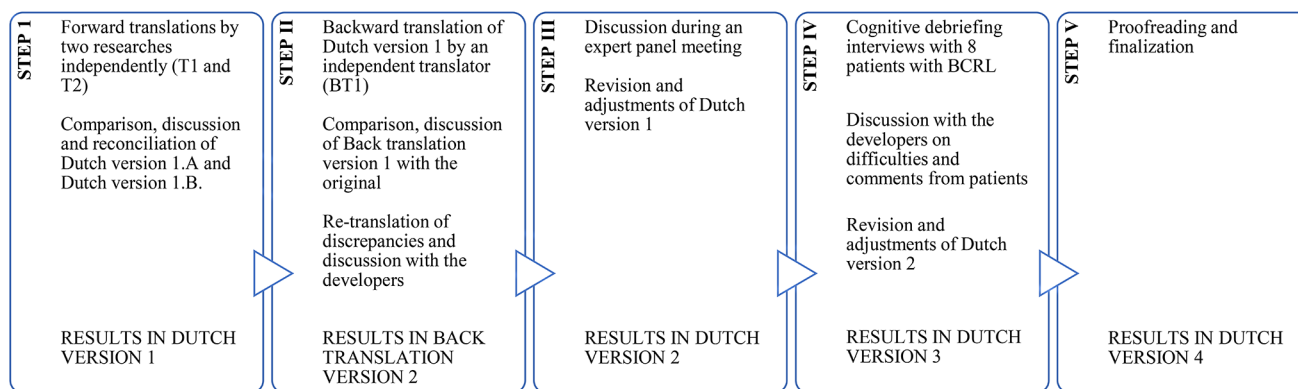 STEP 1
Forward translations by
two researches
independently (T1 and
T2)
Comparison, discussion
and reconciliation of
Dutch version 1.A and
Dutch version 1.B.
RESULTS IN DUTCH
VERSION 1
STEP II
Backward translation of
Dutch version 1 by an
independent translator
(BT1)
Comparison, discussion
of Back translation
version 1 with the
original
Re-translation of
discrepancies and
discussion with the
developers
RESULTS IN BACK
TRANSLATION
VERSION 2
STEP III
Discussion during an
expert panel meeting
Revision and
adjustments of Dutch
version 1
RESULTS IN DUTCH
VERSION 2
STEP IV
Cognitive debriefing
interviews with 8
patients with BCRL
Discussion with the
developers on
difficulties and
comments from patients
Revision and
adjustments of Dutch
version 2
RESULTS IN DUTCH
VERSION 3
STEP V
Proofreading and
finalization
RESULTS IN DUTCH
VERSION 4